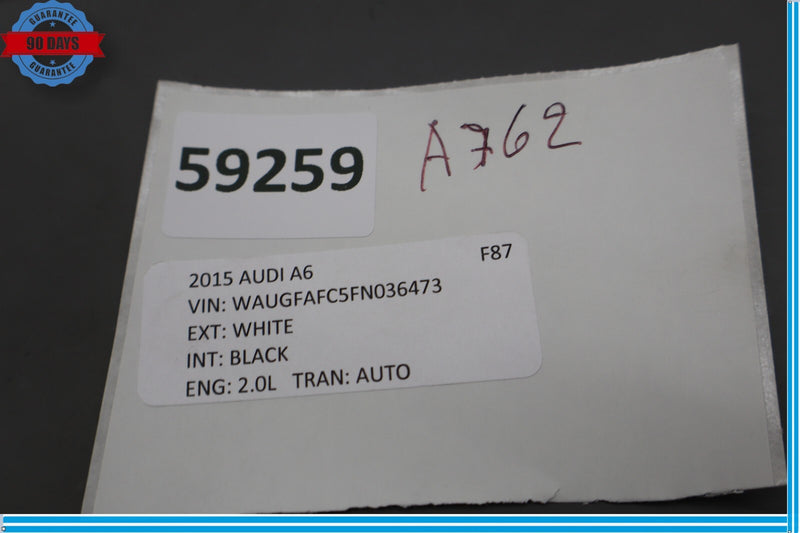 GUARANTEE
90 DAYS
GUARANTEE
59259
A762
2015 AUDI A6 F87
VIN: WAUGFAFC5FN036473
EXT: WHITE
INT: BLACK
ENG: 2.0L TRAN: AUTO